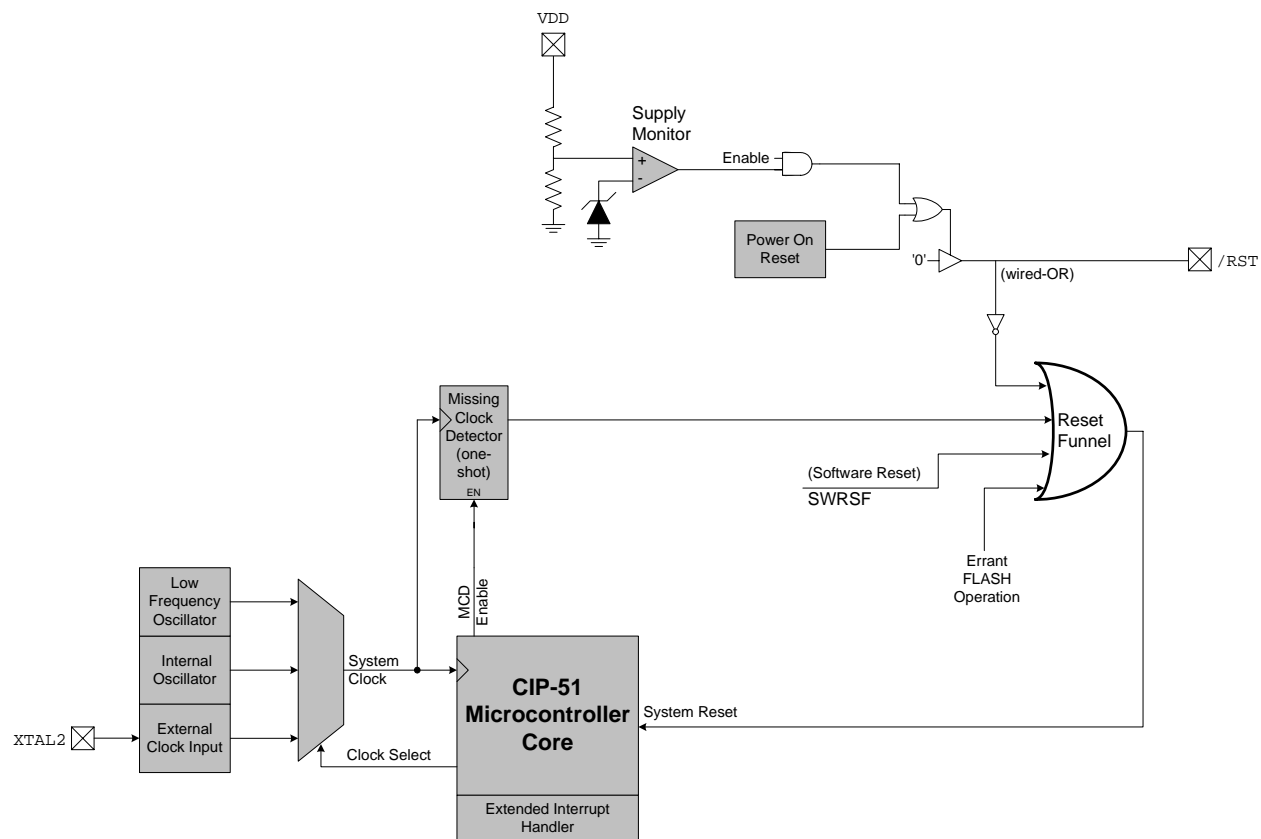 VDD
Supply
Monitor
+
-
Enable
Power On
Reset
'0'
(wired-OR)
/RST
Missing
Clock
Detector
(one-
shot)
EN
Reset
Funnel
(Software Reset)
SWRSF
Errant
FLASH
Operation
MCD
Enable
Low
Frequency
Oscillator
Internal
Oscillator
External
Clock Input
XTAL2
System
Clock
Clock Select
CIP-51
Microcontroller
Core
System Reset
Extended Interrupt
Handler